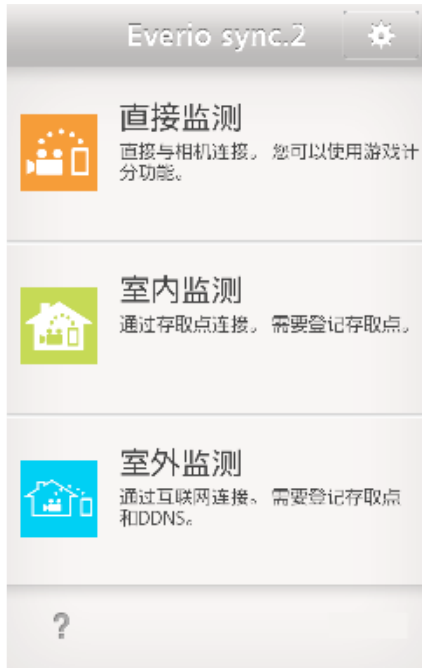 Everio sync.2
直接监测
直接与相机连接。 您可以使用游戏计
分功能。
室内监测
通过存取点连接。 需要登记存取点。
室外监测
通过互联网连接。 需要登记存取点
和DDNS。
?